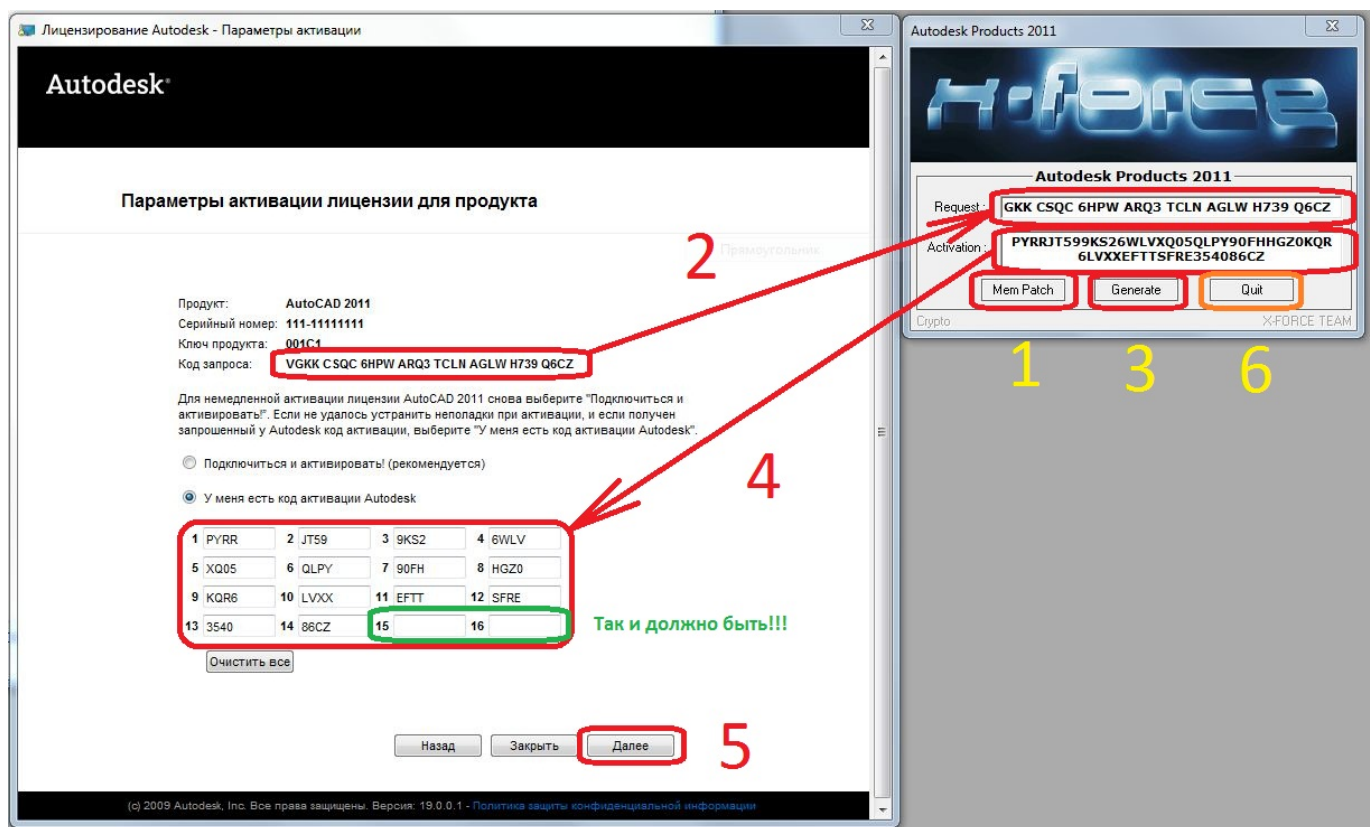 Лицензирование Autodesk - Параметры активации
Autodesk
Параметры активации лицензии для продукта
Прямоугольник
Продукт: AutoCAD 2011
Серийный номер: 111-11111111
Ключ продукта: 001C1
Код запроса: VGKK CSQC 6HPW ARQ3 TCLN AGLW H739 Q6CZ
Для немедленной активации лицензии AutoCAD 2011 снова выберите "Подключиться и
активировать!". Если не удалось устранить неполадки при активации, и если получен
запрошенный у Autodesk код активации, выберите "У меня есть код активации Autodesk".
Подключиться и активировать! (рекомендуется)
У меня есть код активации Autodesk
1 PYRR 2 JT59 3 9KS2 4 6WLV
5 XQ05 6 QLPY 7 90FH 8 HGZ0
9 KQR6 10 LVXX 11 EFTT 12 SFRE
13 3540 14 86CZ 15 16
Так и должно быть!!!
Очистить все
Назад Закрыть Далее
(c) 2009 Autodesk, Inc. Все права защищены. Версия: 19.0.0.1 - Политика защиты конфиденциальной информации
2
4
5
Autodesk Products 2011
x-force
Autodesk Products 2011
Request : GKK CSQC 6HPW ARQ3 TCLN AGLW H739 Q6CZ
Activation : PYRRJT599KS26WLVXQ05QLPY90FHHGZ0KQR
6LVXXEFTTSFRE354086CZ
Mem Patch Generate Quit
Crypto X-FORCE TEAM
1 3 6